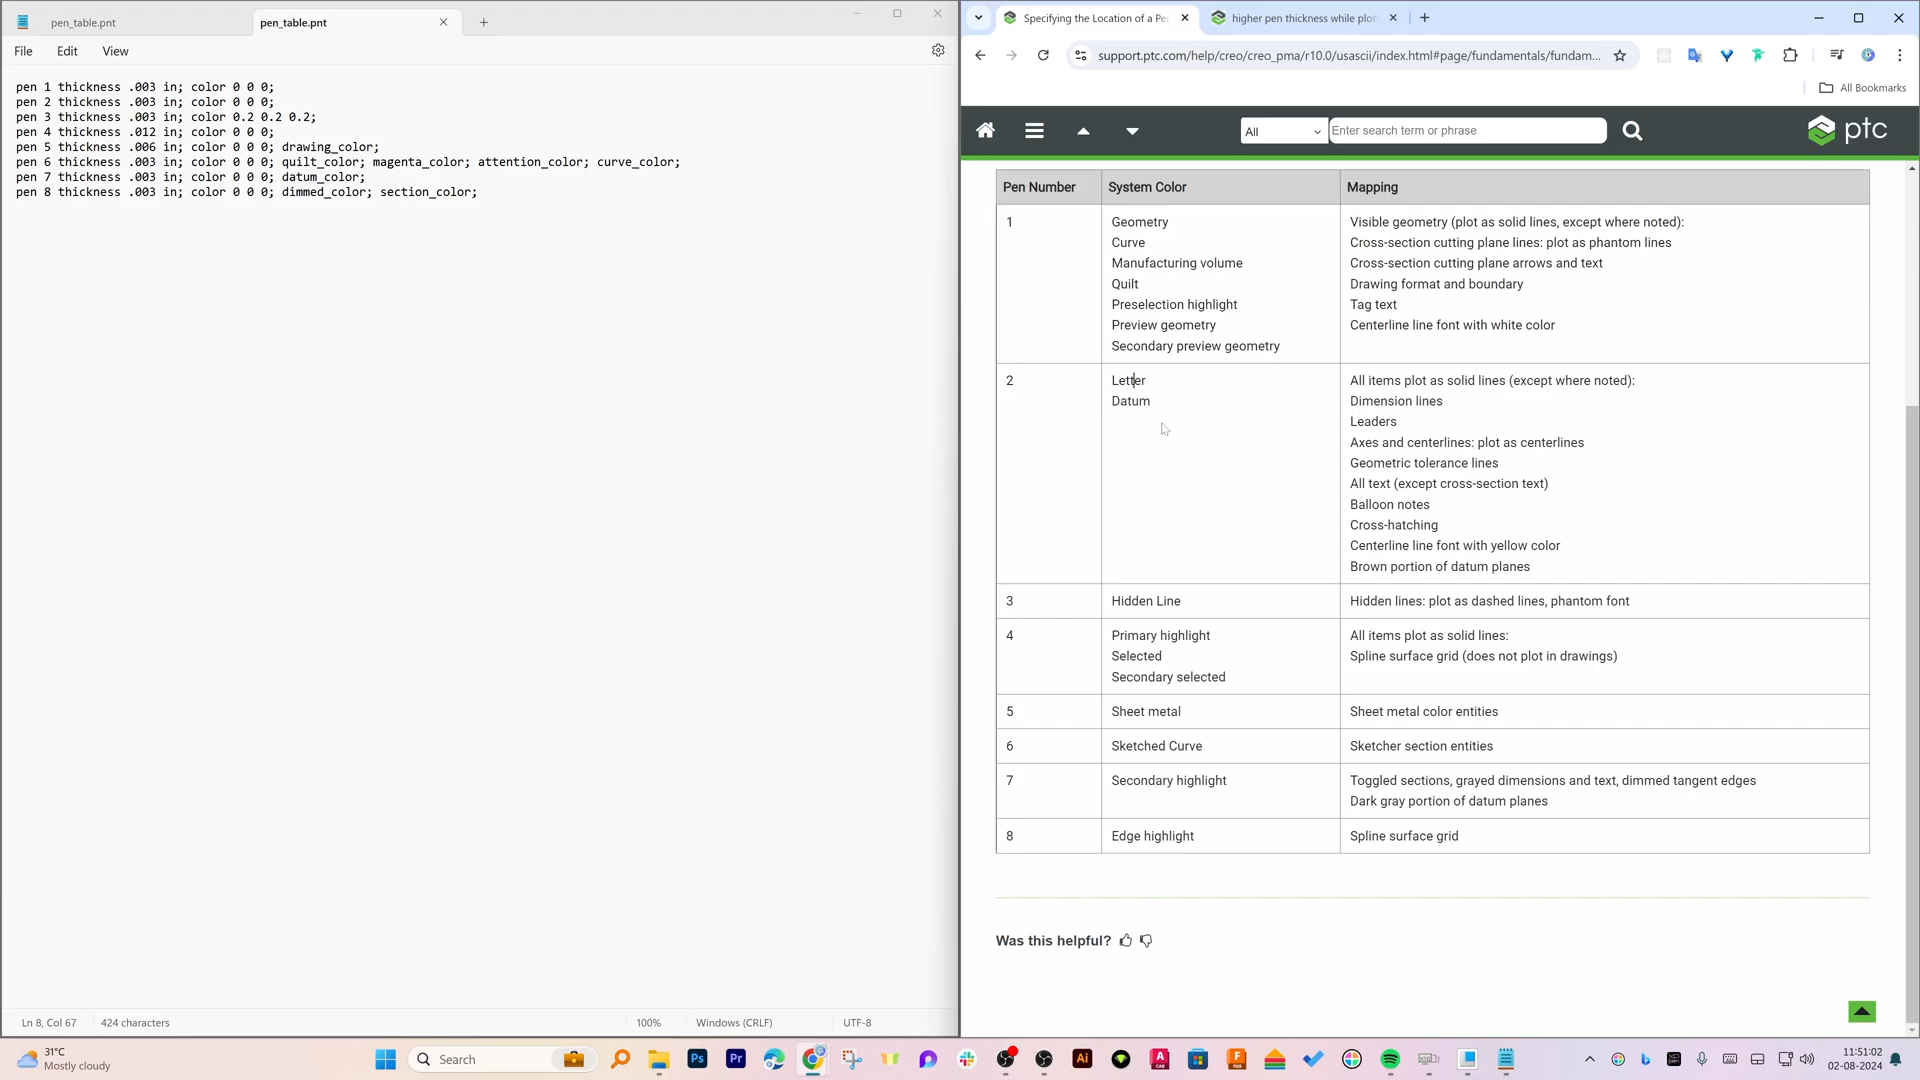 pen_table.pnt
pen_table.pnt
File Edit View
pen 1 thickness .003 in; color 0 0 0;
pen 2 thickness .003 in; color 0 0 0;
pen 3 thickness .003 in; color 0.2 0.2 0.2;
pen 4 thickness .012 in; color 0 0 0;
pen 5 thickness .006 in; color 0 0 0; drawing_color;
pen 6 thickness .003 in; color 0 0 0; quilt_color; magenta_color; attention_color; curve_color;
pen 7 thickness .003 in; color 0 0 0; datum_color;
pen 8 thickness .003 in; color 0 0 0; dimmed_color; section_color;
Ln 8, Col 67 424 characters 100% Windows (CRLF) UTF-8
Specifying the Location of a Pe
higher pen thickness while plot
support.ptc.com/help/creo/creo_pma/r10.0/usascii/index.html#page/fundamentals/fundam...
All Bookmarks
All Enter search term or phrase ptc
Pen Number System Color Mapping
1
Geometry
Curve
Manufacturing volume
Quilt
Preselection highlight
Preview geometry
Secondary preview geometry
Visible geometry (plot as solid lines, except where noted):
Cross-section cutting plane lines: plot as phantom lines
Cross-section cutting plane arrows and text
Drawing format and boundary
Tag text
Centerline line font with white color
2
Letter
Datum
All items plot as solid lines (except where noted):
Dimension lines
Leaders
Axes and centerlines: plot as centerlines
Geometric tolerance lines
All text (except cross-section text)
Balloon notes
Cross-hatching
Centerline line font with yellow color
Brown portion of datum planes
3
Hidden Line
Hidden lines: plot as dashed lines, phantom font
4
Primary highlight
Selected
Secondary selected
All items plot as solid lines:
Spline surface grid (does not plot in drawings)
5
Sheet metal
Sheet metal color entities
6
Sketched Curve
Sketcher section entities
7
Secondary highlight
Toggled sections, grayed dimensions and text, dimmed tangent edges
Dark gray portion of datum planes
8
Edge highlight
Spline surface grid
Was this helpful?
31°C
Mostly cloudy
Search
Ps
Pr
Ai
11:51:02
02-08-2024